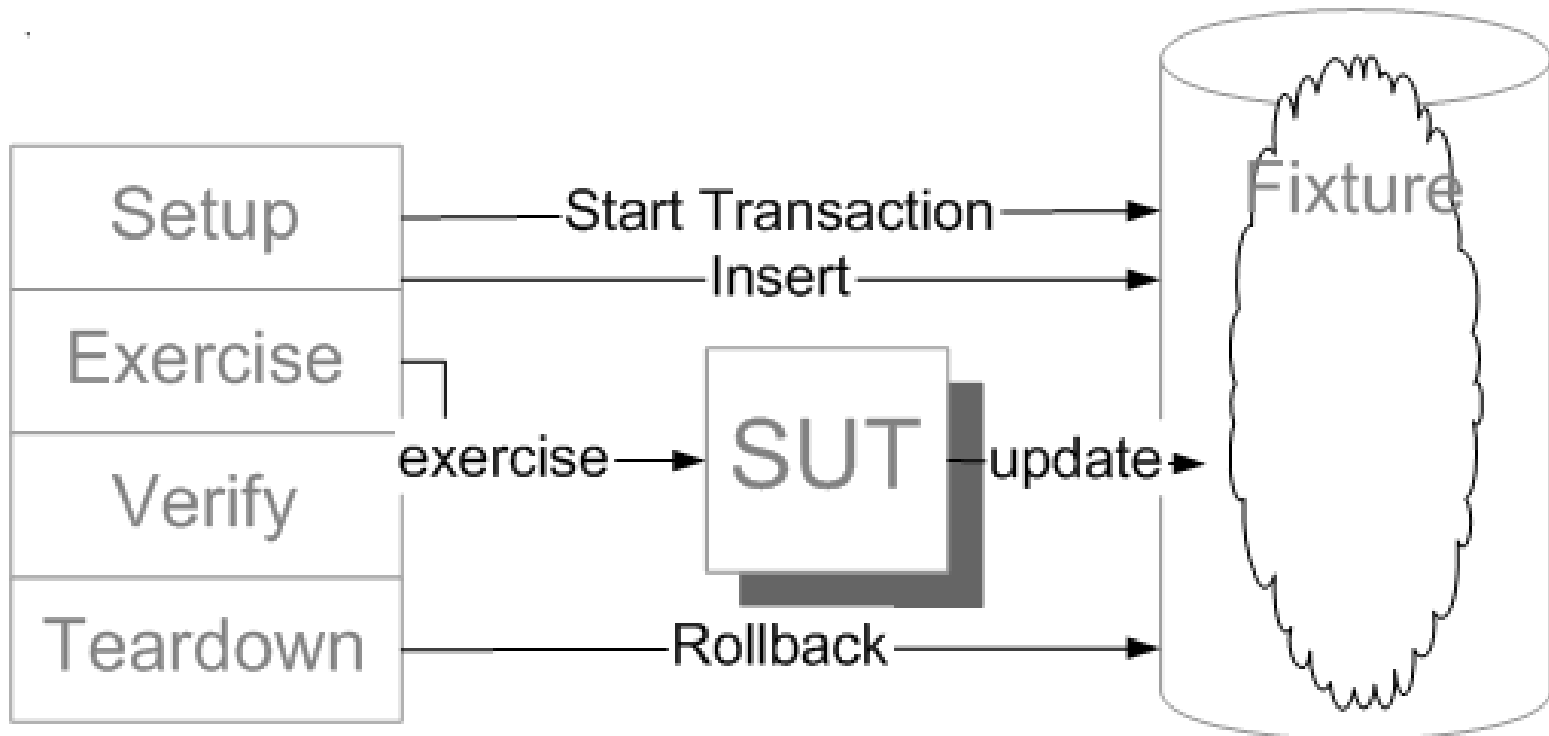 Setup
Exercise
Verify
Teardown
Start Transaction
Insert
exercise
SUT
update
Rollback
Fixture